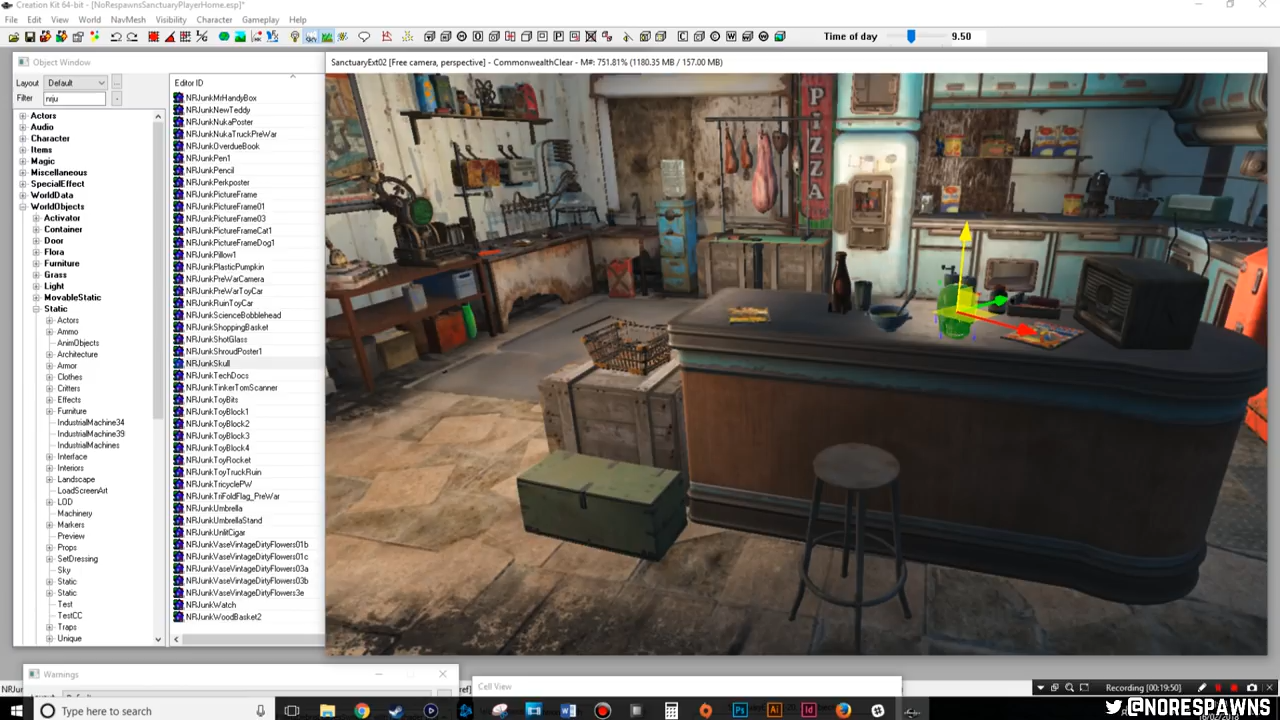 Creation Kit 64-bit - [NoRespawnsSanctuaryPlayerHome.esp]*
File Edit View World NavMesh Visibility Character Gameplay Help
Time of day 9.50
Object Window
SanctuaryExt02 [Free camera, perspective] - CommonwealthClear - M#: 751.81% (1180.35 MB / 157.00 MB)
Layout Default ...
Filter nrju
Editor ID
Actors
Audio
Character
Items
Magic
Miscellaneous
SpecialEffect
WorldData
WorldObjects
Activator
Container
Door
Flora
Furniture
Grass
Light
MovableStatic
Static
Actors
Ammo
AnimObjects
Architecture
Armor
Clothes
Critters
Effects
Furniture
IndustrialMachine34
IndustrialMachine39
IndustrialMachines
Interface
Interiors
Landscape
LoadScreenArt
LOD
Machinery
Markers
Preview
Props
SetDressing
Sky
Static
Static
Test
TestCC
Traps
Unique
NRJunkMrHandyBox
NRJunkNewTeddy
NRJunkNukaPoster
NRJunkNukaTruckPreWar
NRJunkOverdueBook
NRJunkPen1
NRJunkPencil
NRJunkPerkposter
NRJunkPictureFrame
NRJunkPictureFrame01
NRJunkPictureFrame03
NRJunkPictureFrameCat1
NRJunkPictureFrameDog1
NRJunkPillow1
NRJunkPlasticPumpkin
NRJunkPreWarCamera
NRJunkPreWarToyCar
NRJunkRuinToyCar
NRJunkScienceBobblehead
NRJunkShoppingBasket
NRJunkShotGlass
NRJunkShroudPoster1
NRJunkSkull
NRJunkTechDocs
NRJunkTinkerTomScanner
NRJunkToyBits
NRJunkToyBlock1
NRJunkToyBlock2
NRJunkToyBlock3
NRJunkToyBlock4
NRJunkToyRocket
NRJunkToyTruckRuin
NRJunkTricyclePW
NRJunkTriFoldFlag_PreWar
NRJunkUmbrella
NRJunkUmbrellaStand
NRJunkUnlitCigar
NRJunkVaseVintageDirtyFlowers01b
NRJunkVaseVintageDirtyFlowers01c
NRJunkVaseVintageDirtyFlowers03a
NRJunkVaseVintageDirtyFlowers03b
NRJunkVaseVintageDirtyFlowers3e
NRJunkWatch
NRJunkWoodBasket2
PIZZA
Warnings
Cell View
Recording [00:19:50]
Type here to search
@NORESPAWNS